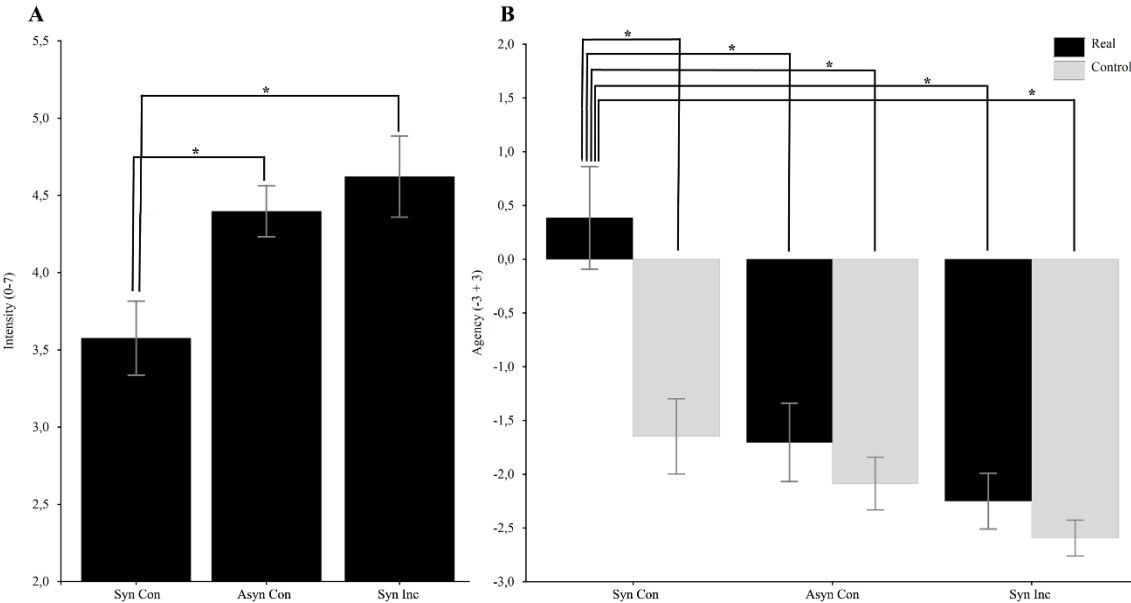 A
Intensity (0-7)
5,5
5,0
4,5
4,0
3,5
3,0
2,5
2,0
*
*
Syn Con
Asyn Con
Syn Inc
B
Agency (-3 + 3)
2,0
1,5
1,0
0,5
0,0
-0,5
-1,0
-1,5
-2,0
-2,5
-3,0
*
*
*
*
*
Real
Control
Syn Con
Asyn Con
Syn Inc